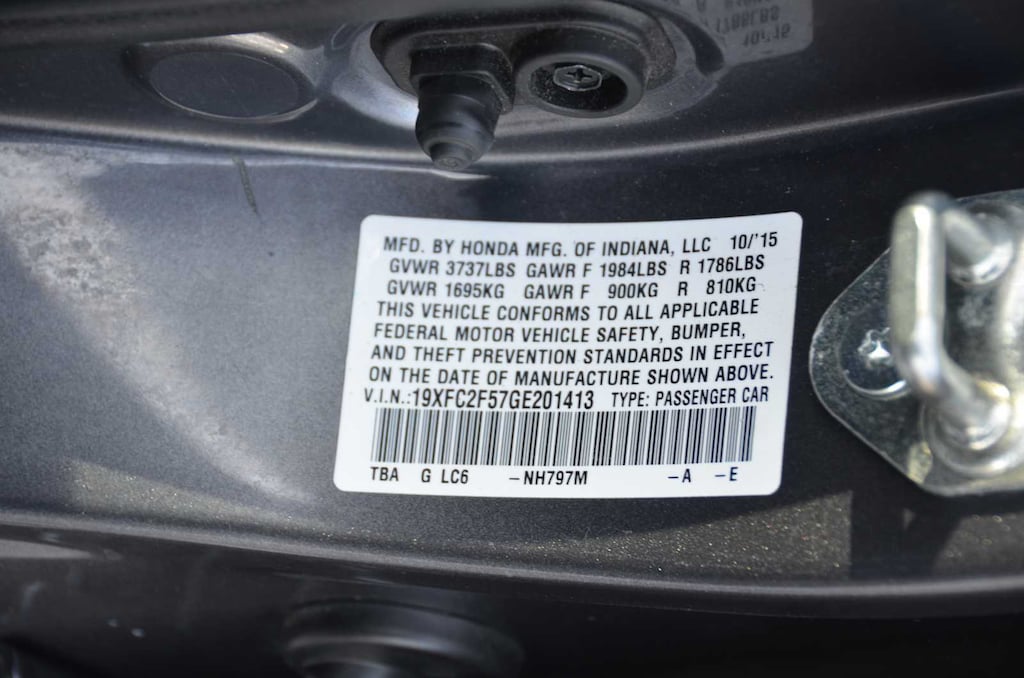 MFD. BY HONDA MFG. OF INDIANA, LLC 10/'15
GVWR 3737LBS GAWR F 1984LBS R 1786LBS
GVWR 1695KG GAWR F 900KG R 810KG
THIS VEHICLE CONFORMS TO ALL APPLICABLE
FEDERAL MOTOR VEHICLE SAFETY, BUMPER,
AND THEFT PREVENTION STANDARDS IN EFFECT
ON THE DATE OF MANUFACTURE SHOWN ABOVE.
V.I.N.:19XFC2F57GE201413 TYPE: PASSENGER CAR
TBA G LC6 –NH797M –A –E